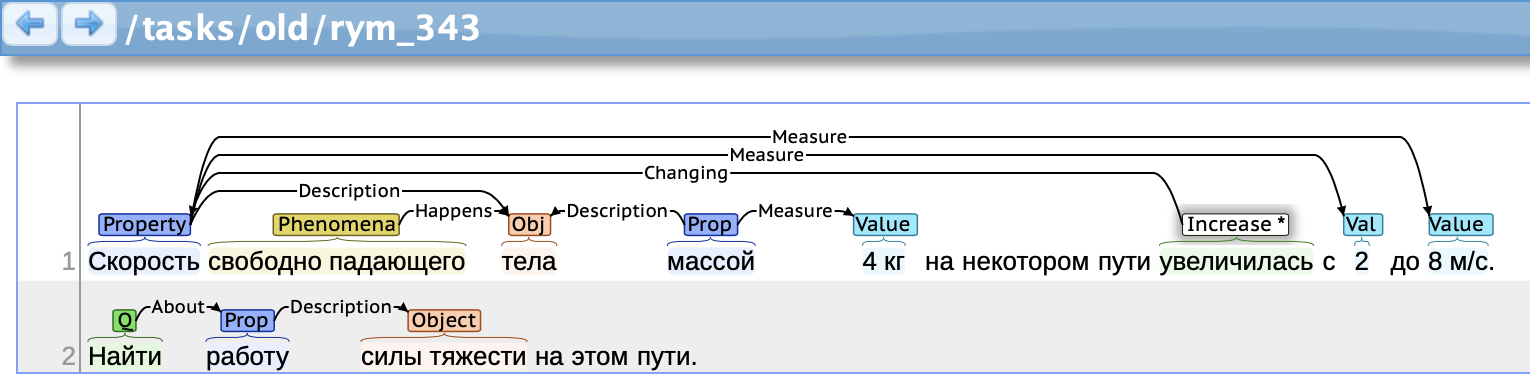 /tasks/old/rym_343
Measure
Measure
Changing
Description
Happens Description Measure
Property Phenomena Obj Prop Value Increase * Val Value
1 Скорость свободно падающего тела массой 4 кг на некотором пути увеличилась с 2 до 8 м/с.
About Description
Q Prop Object
2 Найти работу силы тяжести на этом пути.